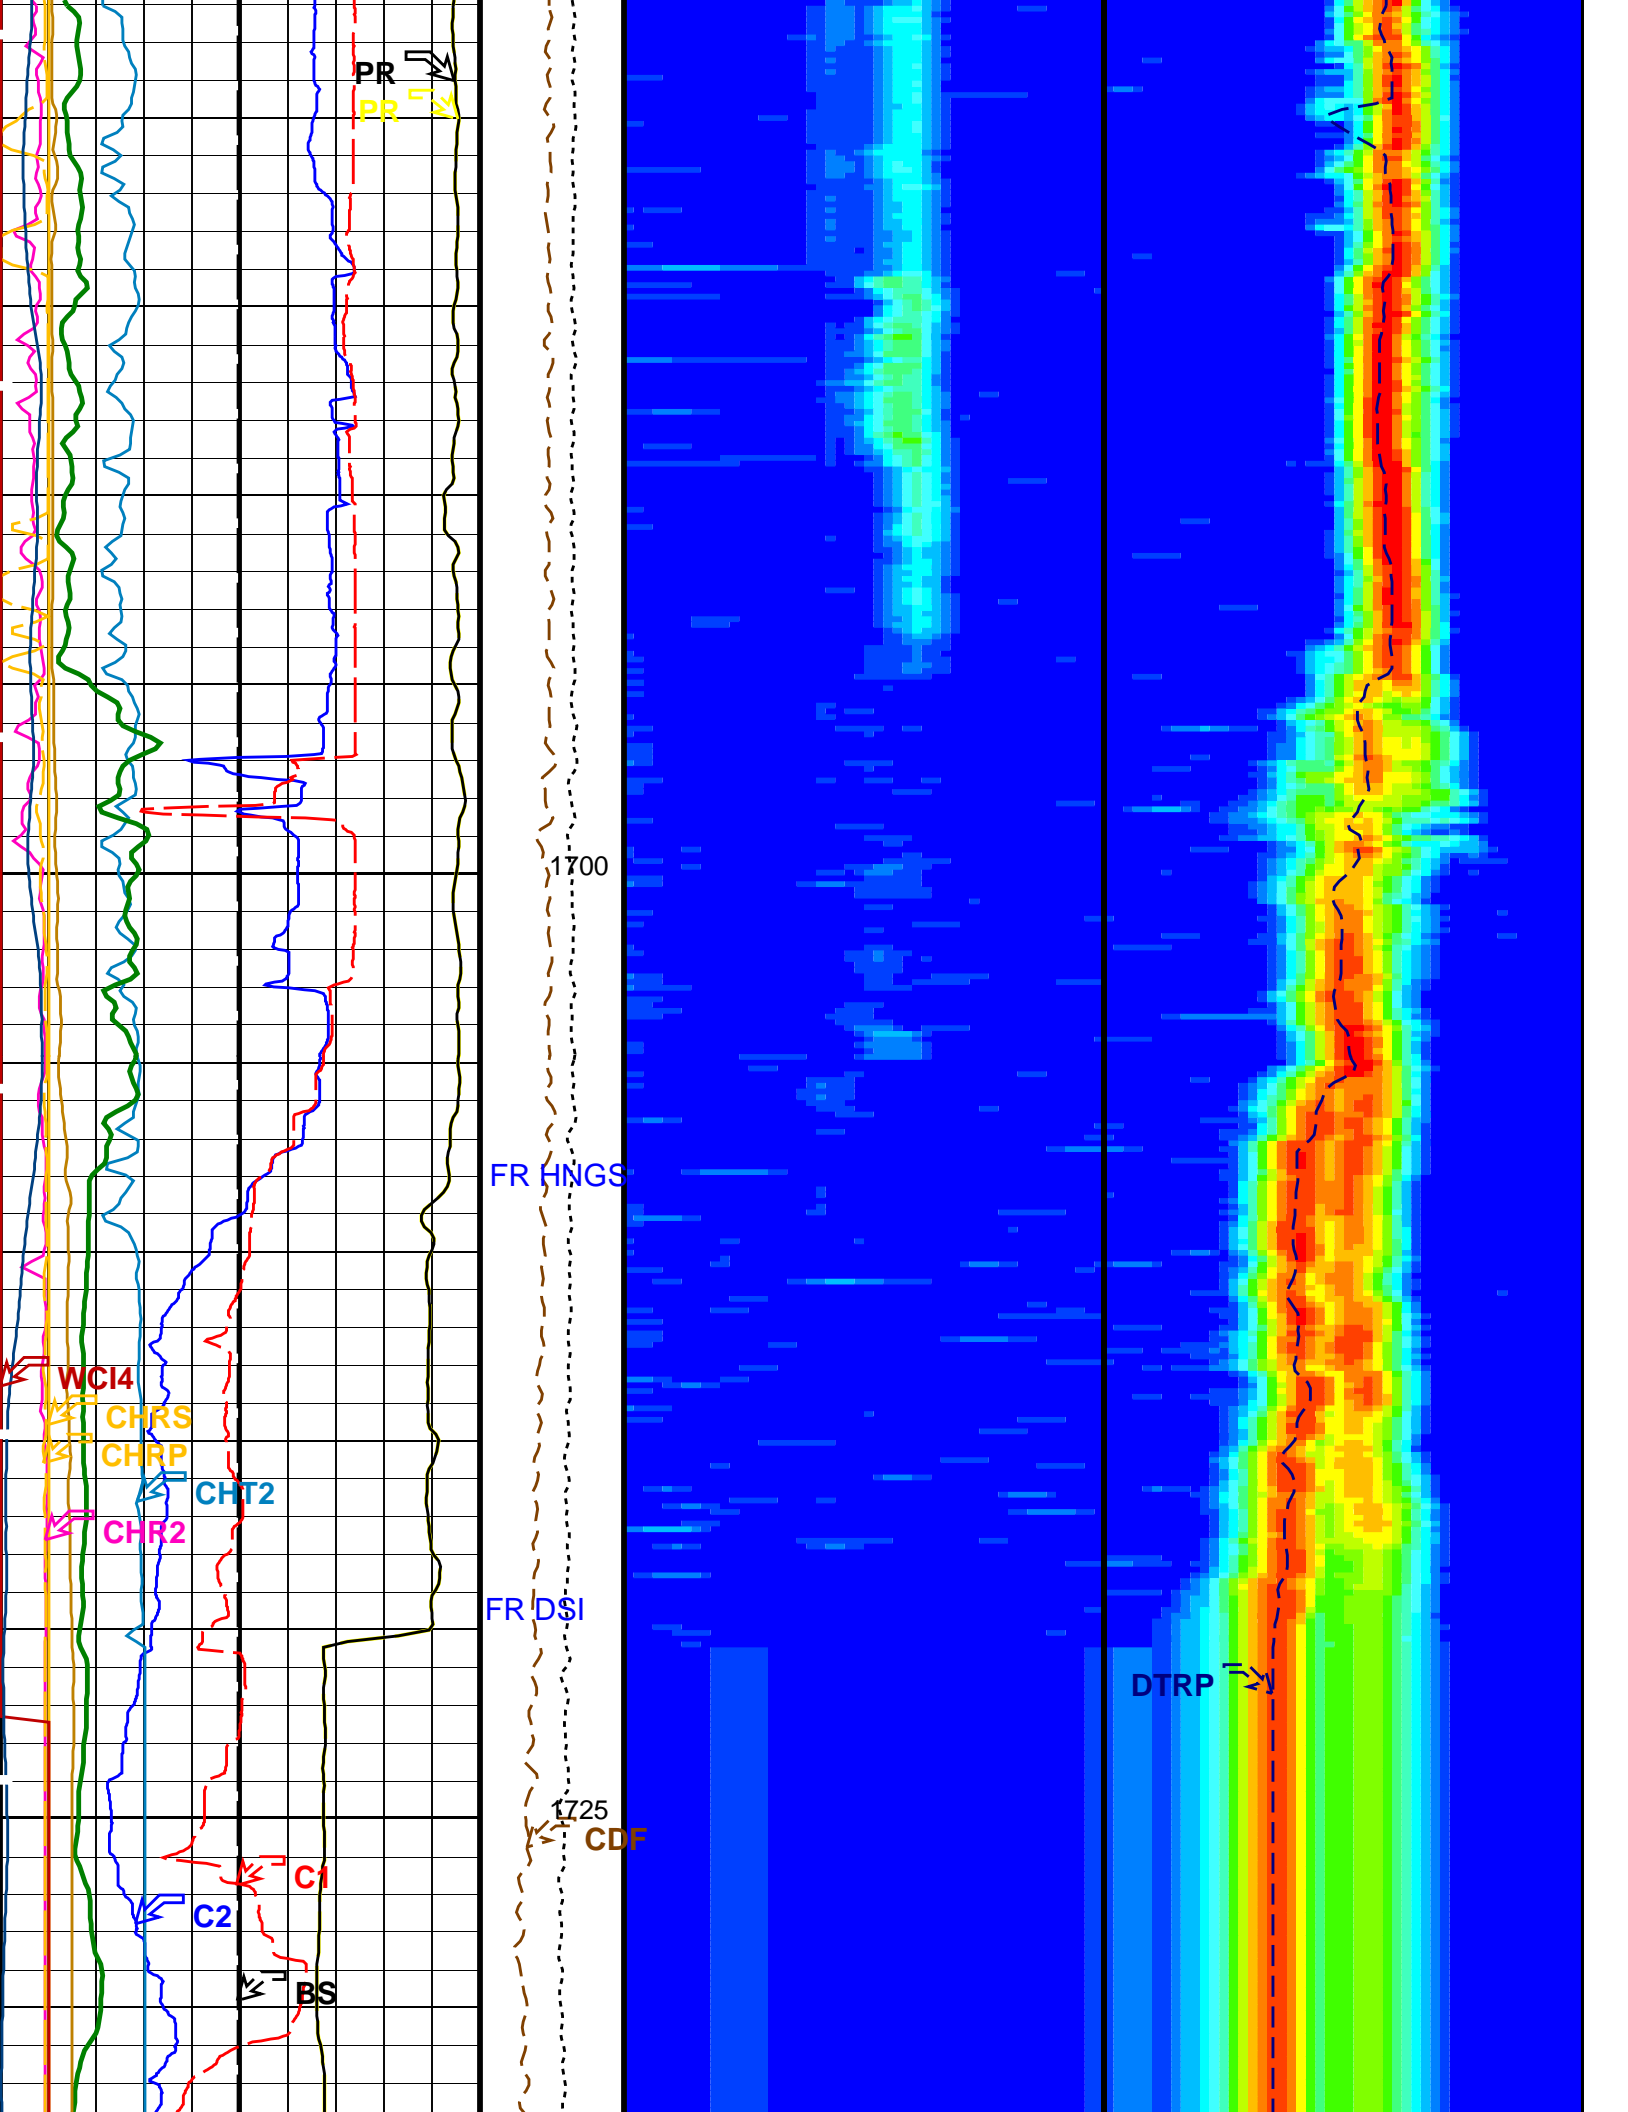 PR
PR
1700
FR HNGS
WCI4
CHRS
CHRP
CHT2
CHR2
FR DSI
DTRP
1725
CDF
C1
C2
BS